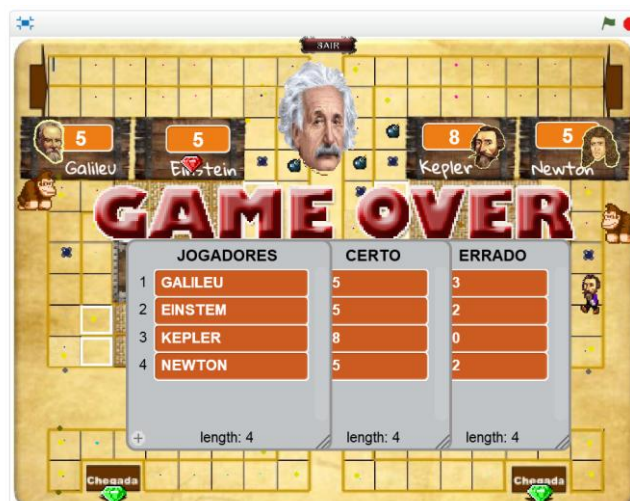 SAIR
5
5
8
5
Galileu
Einstein
Kepler
Newton
GAME OVER
JOGADORES CERTO ERRADO
1 GALILEU 5 3
2 EINSTEM 5 2
3 KEPLER 8 0
4 NEWTON 5 2
+ length: 4 length: 4 length: 4
Chegada
Chegada